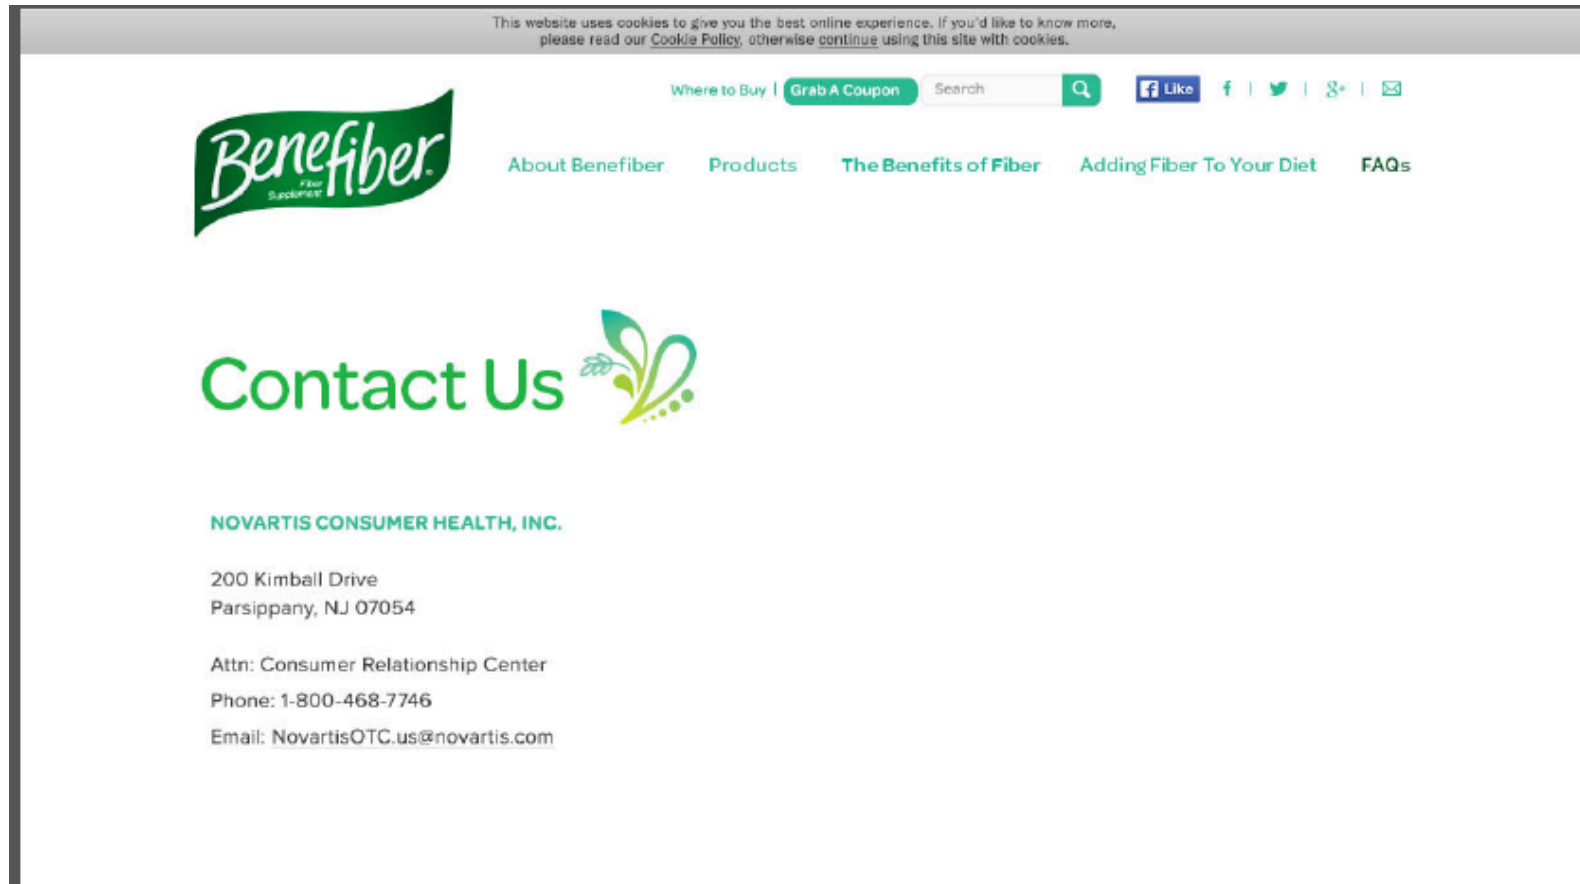 This website uses cookies to give you the best online experience. If you'd like to know more,
please read our Cookie Policy, otherwise continue using this site with cookies.
Where to Buy | Grab A Coupon Search Like f | | g+ |
Benefiber
Fiber
Supplement
About Benefiber Products The Benefits of Fiber Adding Fiber To Your Diet FAQs
Contact Us
NOVARTIS CONSUMER HEALTH, INC.
200 Kimball Drive
Parsippany, NJ 07054
Attn: Consumer Relationship Center
Phone: 1-800-468-7746
Email: NovartisOTC.us@novartis.com